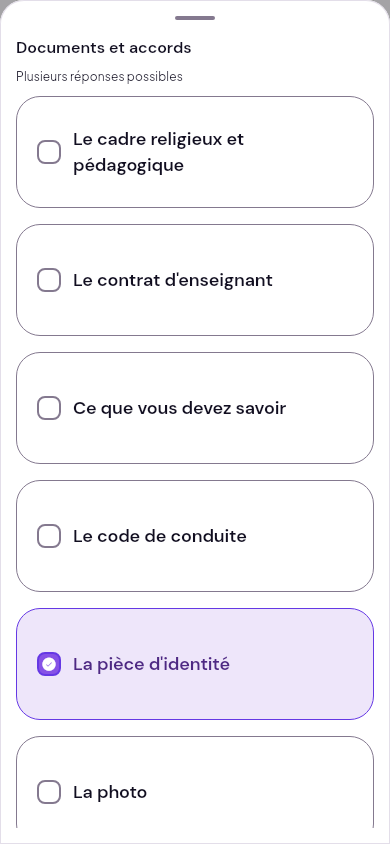 Documents et accords
Plusieurs réponses possibles
Le cadre religieux et
pédagogique
Le contrat d'enseignant
Ce que vous devez savoir
Le code de conduite
La pièce d'identité
La photo